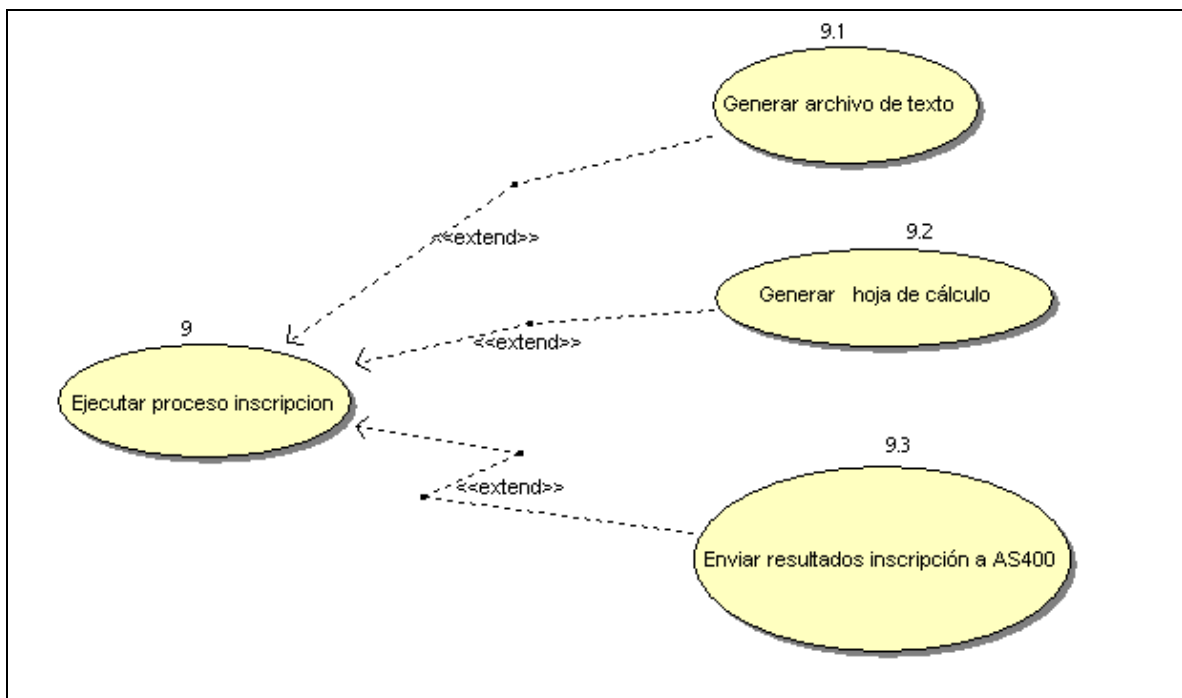 9.1
Generar archivo de texto
<<extend>>
9.2
Generar hoja de cálculo
<<extend>>
9
Ejecutar proceso inscripcion
9.3
<<extend>>
Enviar resultados inscripción a AS400